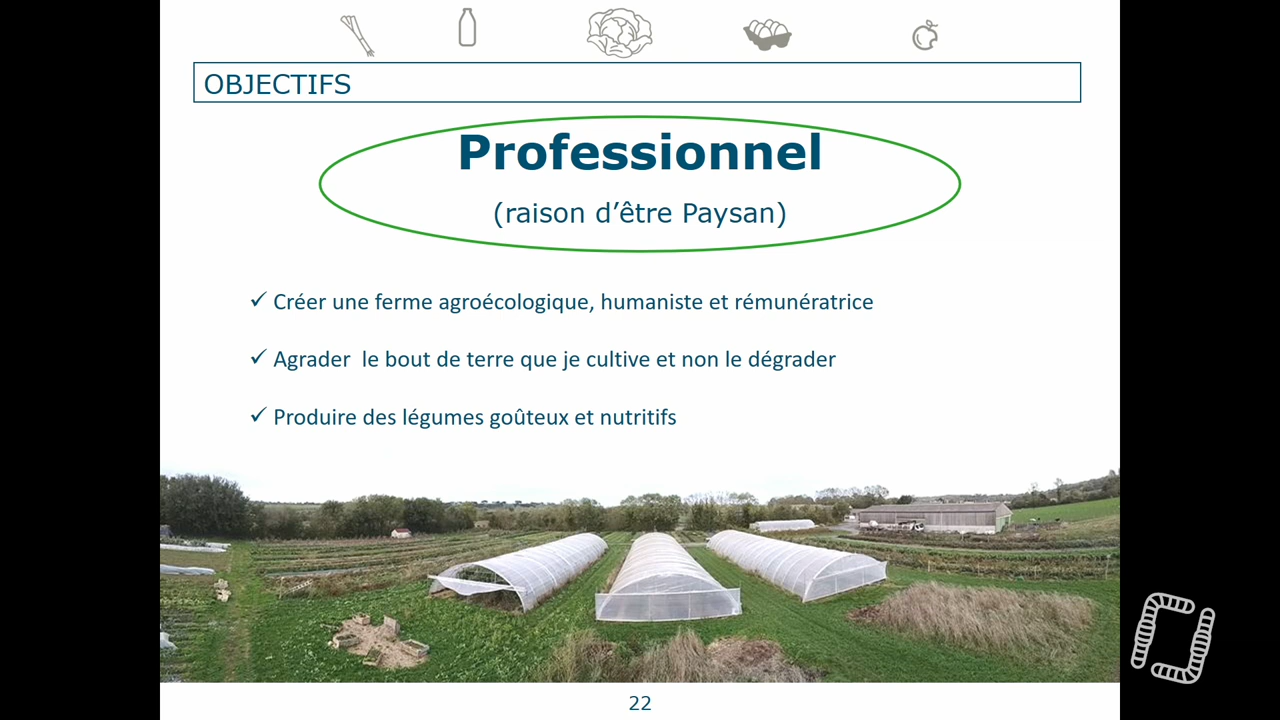 OBJECTIFS
Professionnel
(raison d’être Paysan)
✓ Créer une ferme agroécologique, humaniste et rémunératrice
✓ Agrader  le bout de terre que je cultive et non le dégrader
✓ Produire des légumes goûteux et nutritifs
22